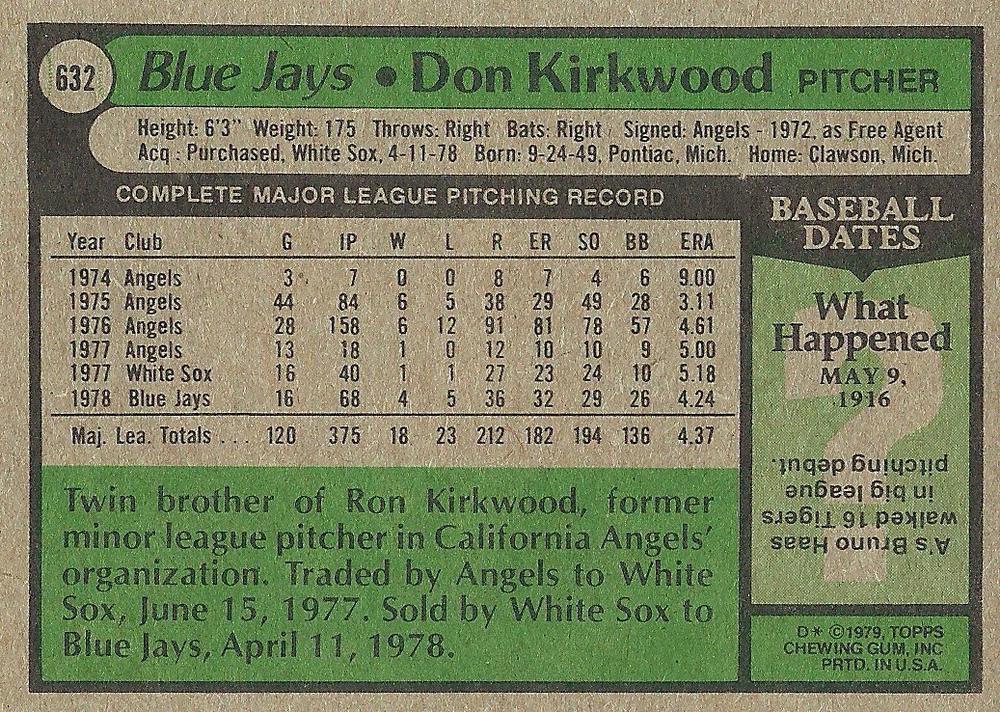 632 Blue Jays • Don Kirkwood PITCHER
Height: 6'3" Weight: 175 Throws: Right Bats: Right Signed: Angels - 1972, as Free Agent
Acq.: Purchased, White Sox, 4-11-78 Born: 9-24-49, Pontiac, Mich. Home: Clawson, Mich.
COMPLETE MAJOR LEAGUE PITCHING RECORD
Year Club G IP W L R ER SO BB ERA
1974 Angels 3 7 0 0 8 7 4 6 9.00
1975 Angels 44 84 6 5 38 29 49 28 3.11
1976 Angels 28 158 6 12 91 81 78 57 4.61
1977 Angels 13 18 1 0 12 10 10 9 5.00
1977 White Sox 16 40 1 1 27 23 24 10 5.18
1978 Blue Jays 16 68 4 5 36 32 29 26 4.24
Maj. Lea. Totals . . . 120 375 18 23 212 182 194 136 4.37
Twin brother of Ron Kirkwood, former
minor league pitcher in California Angels'
organization. Traded by Angels to White
Sox, June 15, 1977. Sold by White Sox to
Blue Jays, April 11, 1978.
BASEBALL
DATES
What
Happened
MAY 9,
1916
A's Bruno Haas
walked 16 Tigers
in big league
pitching debut.
D* ©1979, TOPPS
CHEWING GUM, INC
PRTD. IN U.S.A.